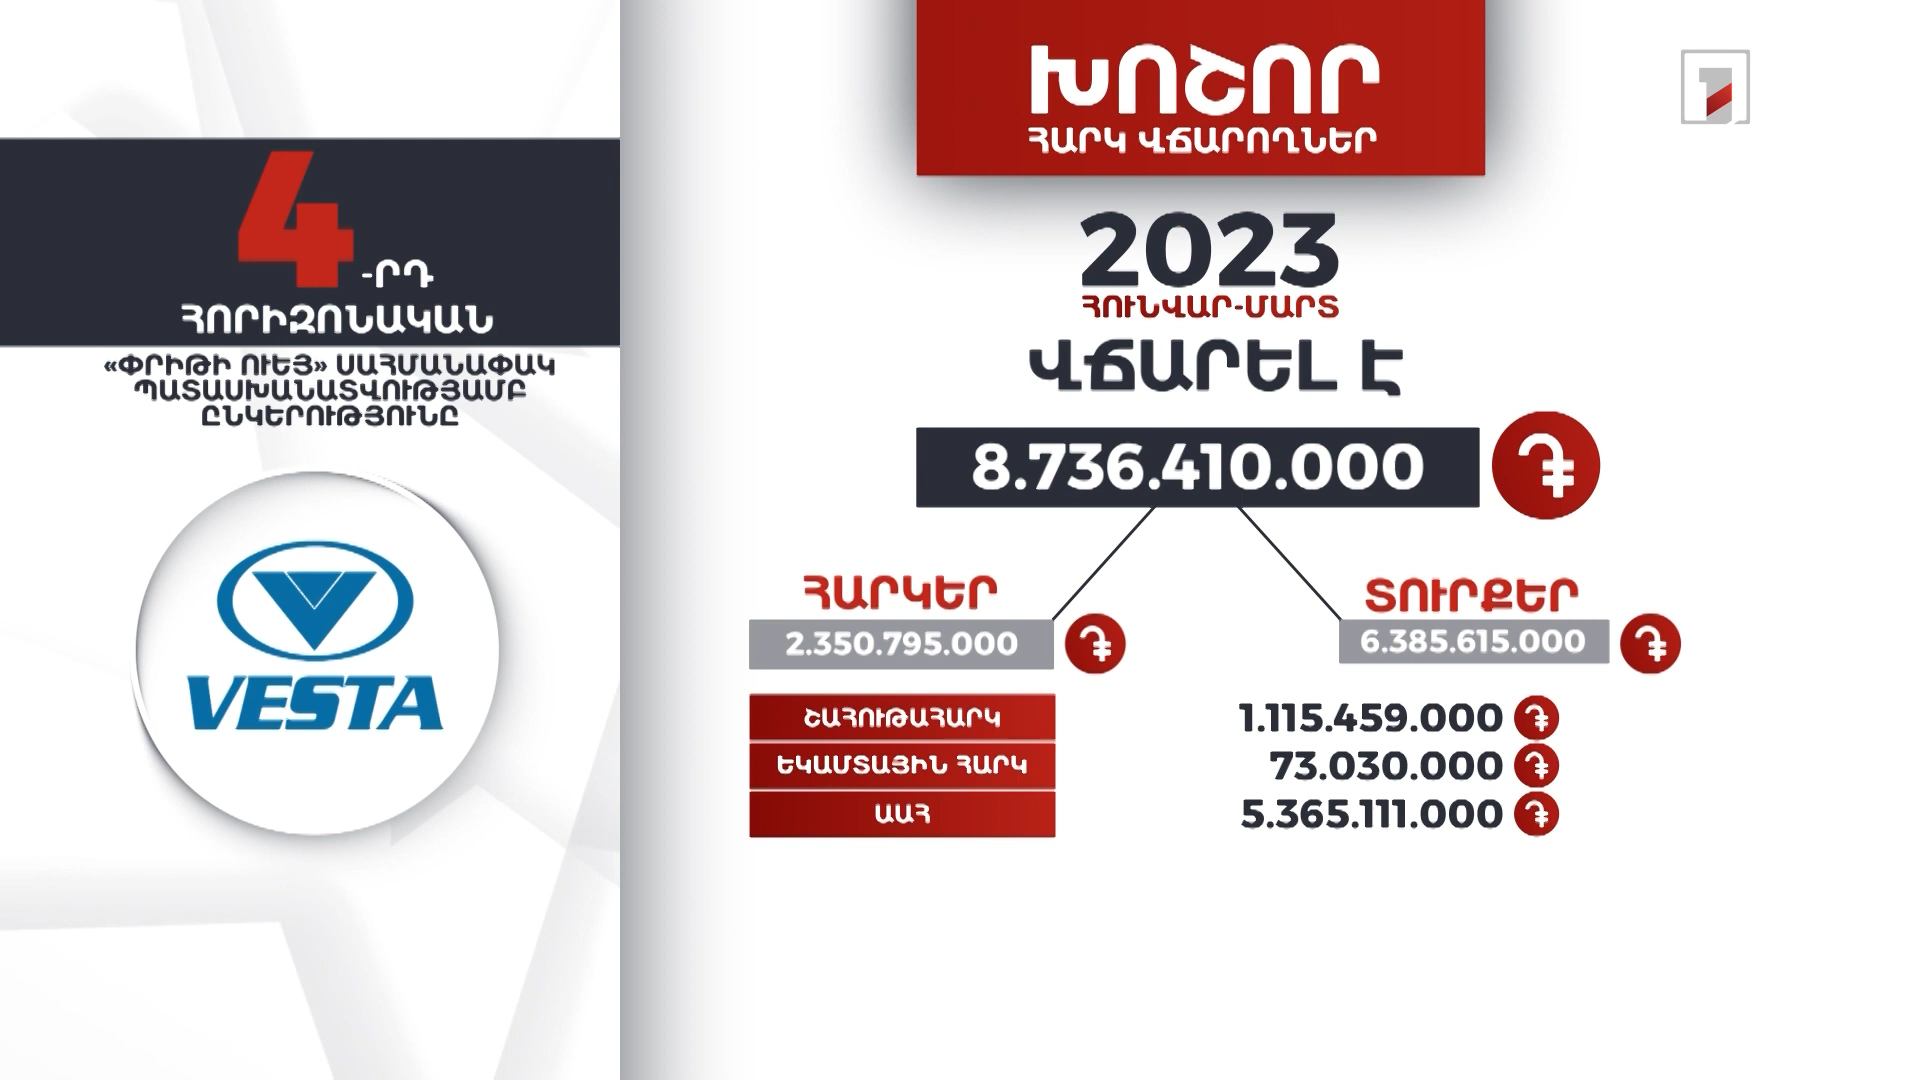 4-ՐԴ
ՀՈՐԻԶՈՆԱԿԱՆ
«ՓՐԻԹԻ ՈՒԵՅ» ՍԱՀՄԱՆԱՓԱԿ
ՊԱՏԱՍԽԱՆԱՏՎՈՒԹՅԱՄԲ
ԸՆԿԵՐՈՒԹՅՈՒՆԸ
VESTA
ԽՈՇՈՐ
ՀԱՐԿ ՎՃԱՐՈՂՆԵՐ
1
2023
ՀՈՒՆՎԱՐ-ՄԱՐՏ
ՎՃԱՐԵԼ Է
8.736.410.000 ֏
ՀԱՐԿԵՐ
2.350.795.000 ֏
ՏՈՒՐՔԵՐ
6.385.615.000 ֏
ՇԱՀՈՒԹԱՀԱՐԿ 1.115.459.000 ֏
ԵԿԱՄՏԱՅԻՆ ՀԱՐԿ 73.030.000 ֏
ԱԱՀ 5.365.111.000 ֏